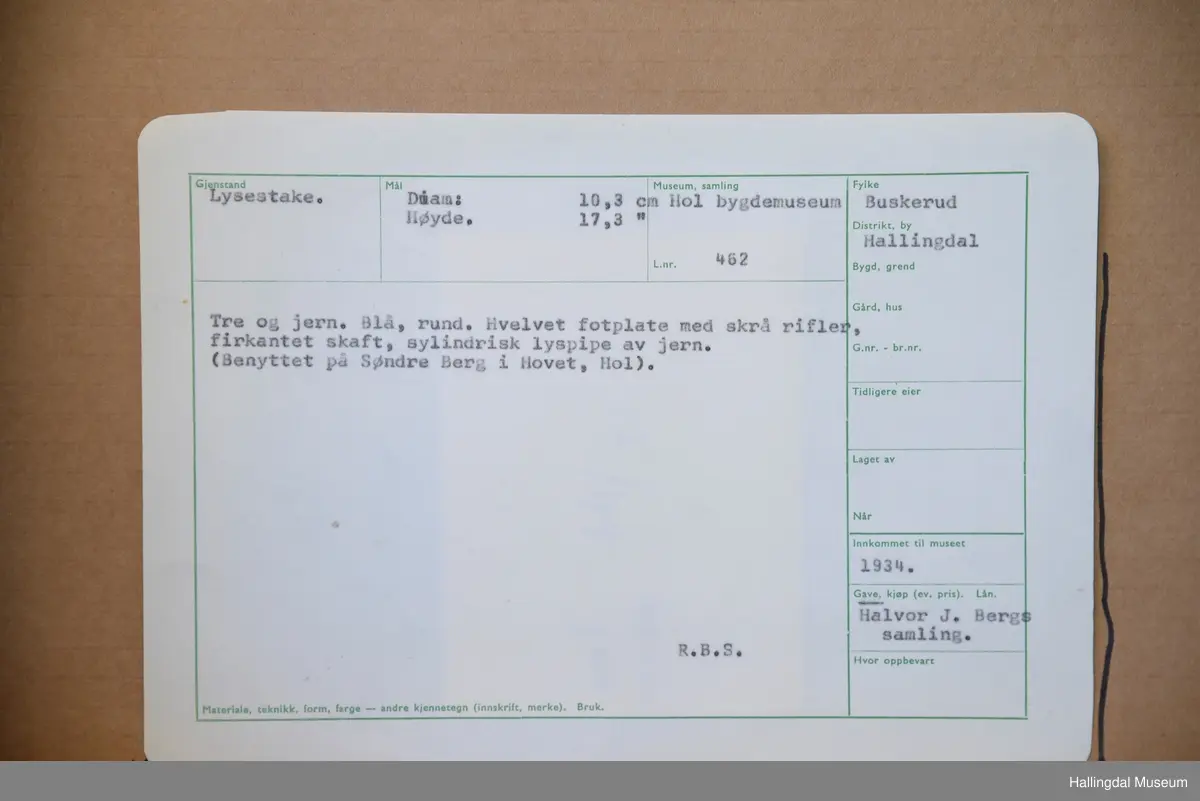 Gjenstand
Lysestake.
Mål
Diam: 10,3 cm
Høyde. 17,3 "
Museum, samling
Hol bygdemuseum
L.nr. 462
Fylke
Buskerud
Distrikt, by
Hallingdal
Bygd, grend
Gård, hus
G.nr. - br.nr.
Tidligere eier
Laget av
Når
Innkommet til museet
1934.
Gave, kjøp (ev. pris). Lån.
Halvor J. Bergs
samling.
Hvor oppbevart
Tre og jern. Blå, rund. Hvelvet fotplate med skrå rifler,
firkantet skaft, sylindrisk lyspipe av jern.
(Benyttet på Søndre Berg i Hovet, Hol).
R.B.S.
Materiale, teknikk, form, farge — andre kjennetegn (innskrift, merke). Bruk.
Hallingdal Museum